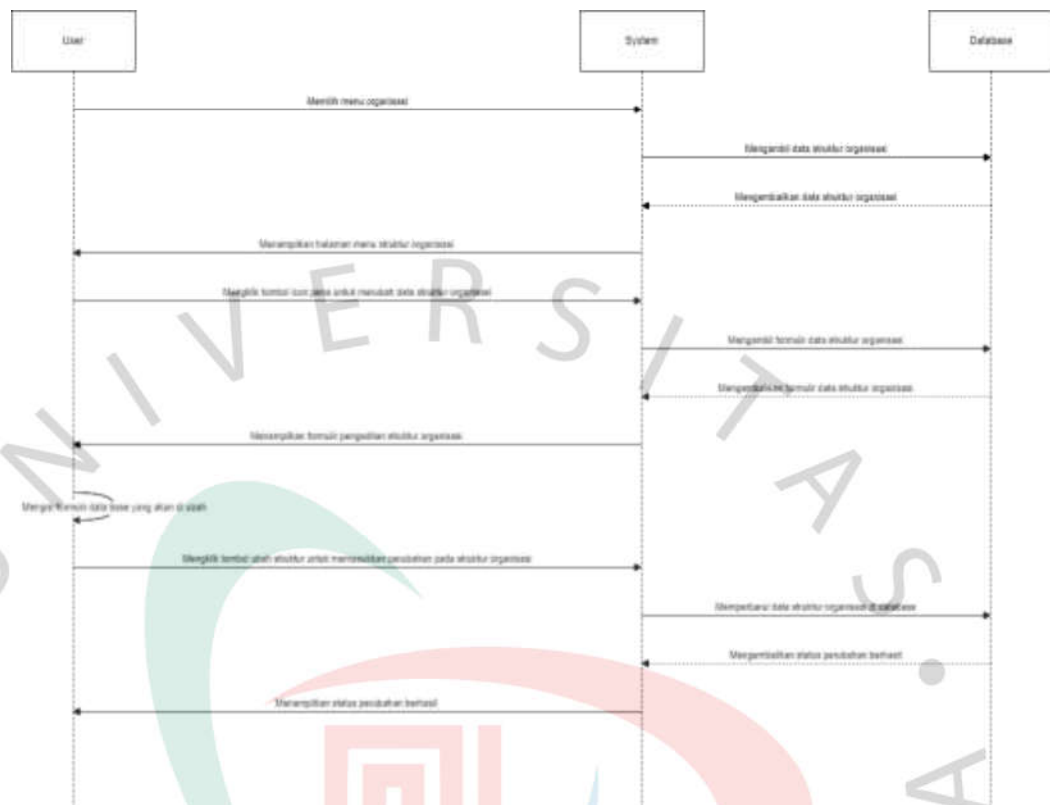 User
System
Database
Memilih menu organisasi
Mengambil data struktur organisasi
Mengembalikan data struktur organisasi
Menampilkan halaman menu struktur organisasi
Mengklik tombol icon pena untuk merubah data struktur organisasi
Mengambil formulir data struktur organisasi
Mengembalikan formulir data struktur organisasi
Menampilkan formulir pengeditan struktur organisasi
Mengisi formulir data base yang akan di ubah
Mengklik tombol ubah struktur untuk memasukkan perubahan pada struktur organisasi
Memperbarui data struktur organisasi di database
Mengembalikan status perubahan berhasil
Menampilkan status perubahan berhasil
UNIVERSITAS